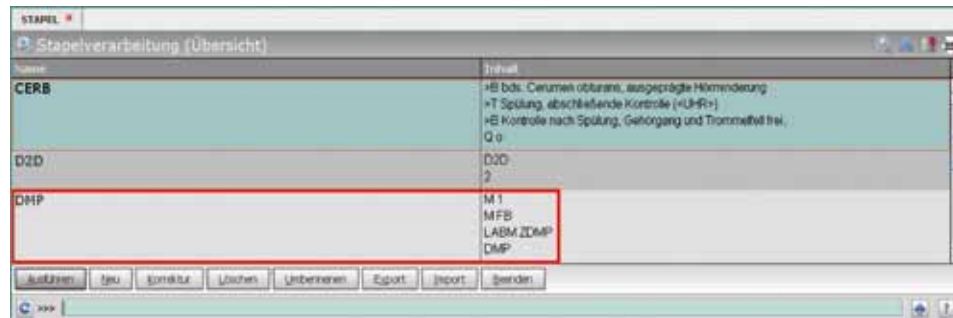 STAPEL
Stapelverarbeitung (Übersicht)
Name Inhalt
CERB >B bds. Cerumen obturans, ausgeprägte Hörminderung
>T Spülung, abschließende Kontrolle (<UHR>)
>B Kontrolle nach Spülung, Gehörgang und Trommelfell frei,
Q o
D2D D2D
2
DMP M 1
M FB
LABM ZDMP
DMP
Ausführen Neu Korrektur Löschen Umbenennen Export Import Beenden
C >>>
?